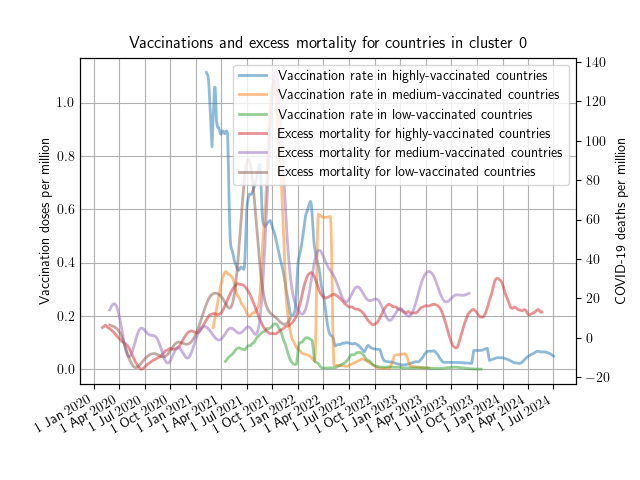 Vaccinations and excess mortality for countries in cluster 0
Vaccination rate in highly-vaccinated countries
Vaccination rate in medium-vaccinated countries
Vaccination rate in low-vaccinated countries
Excess mortality for highly-vaccinated countries
Excess mortality for medium-vaccinated countries
Excess mortality for low-vaccinated countries
Vaccination doses per million
1.0
0.8
0.6
0.4
0.2
0.0
COVID-19 deaths per million
140
120
100
80
60
40
20
0
−20
1 Jan 2020
1 Apr 2020
1 Jul 2020
1 Oct 2020
1 Jan 2021
1 Apr 2021
1 Jul 2021
1 Oct 2021
1 Jan 2022
1 Apr 2022
1 Jul 2022
1 Oct 2022
1 Jan 2023
1 Apr 2023
1 Jul 2023
1 Oct 2023
1 Jan 2024
1 Apr 2024
1 Jul 2024